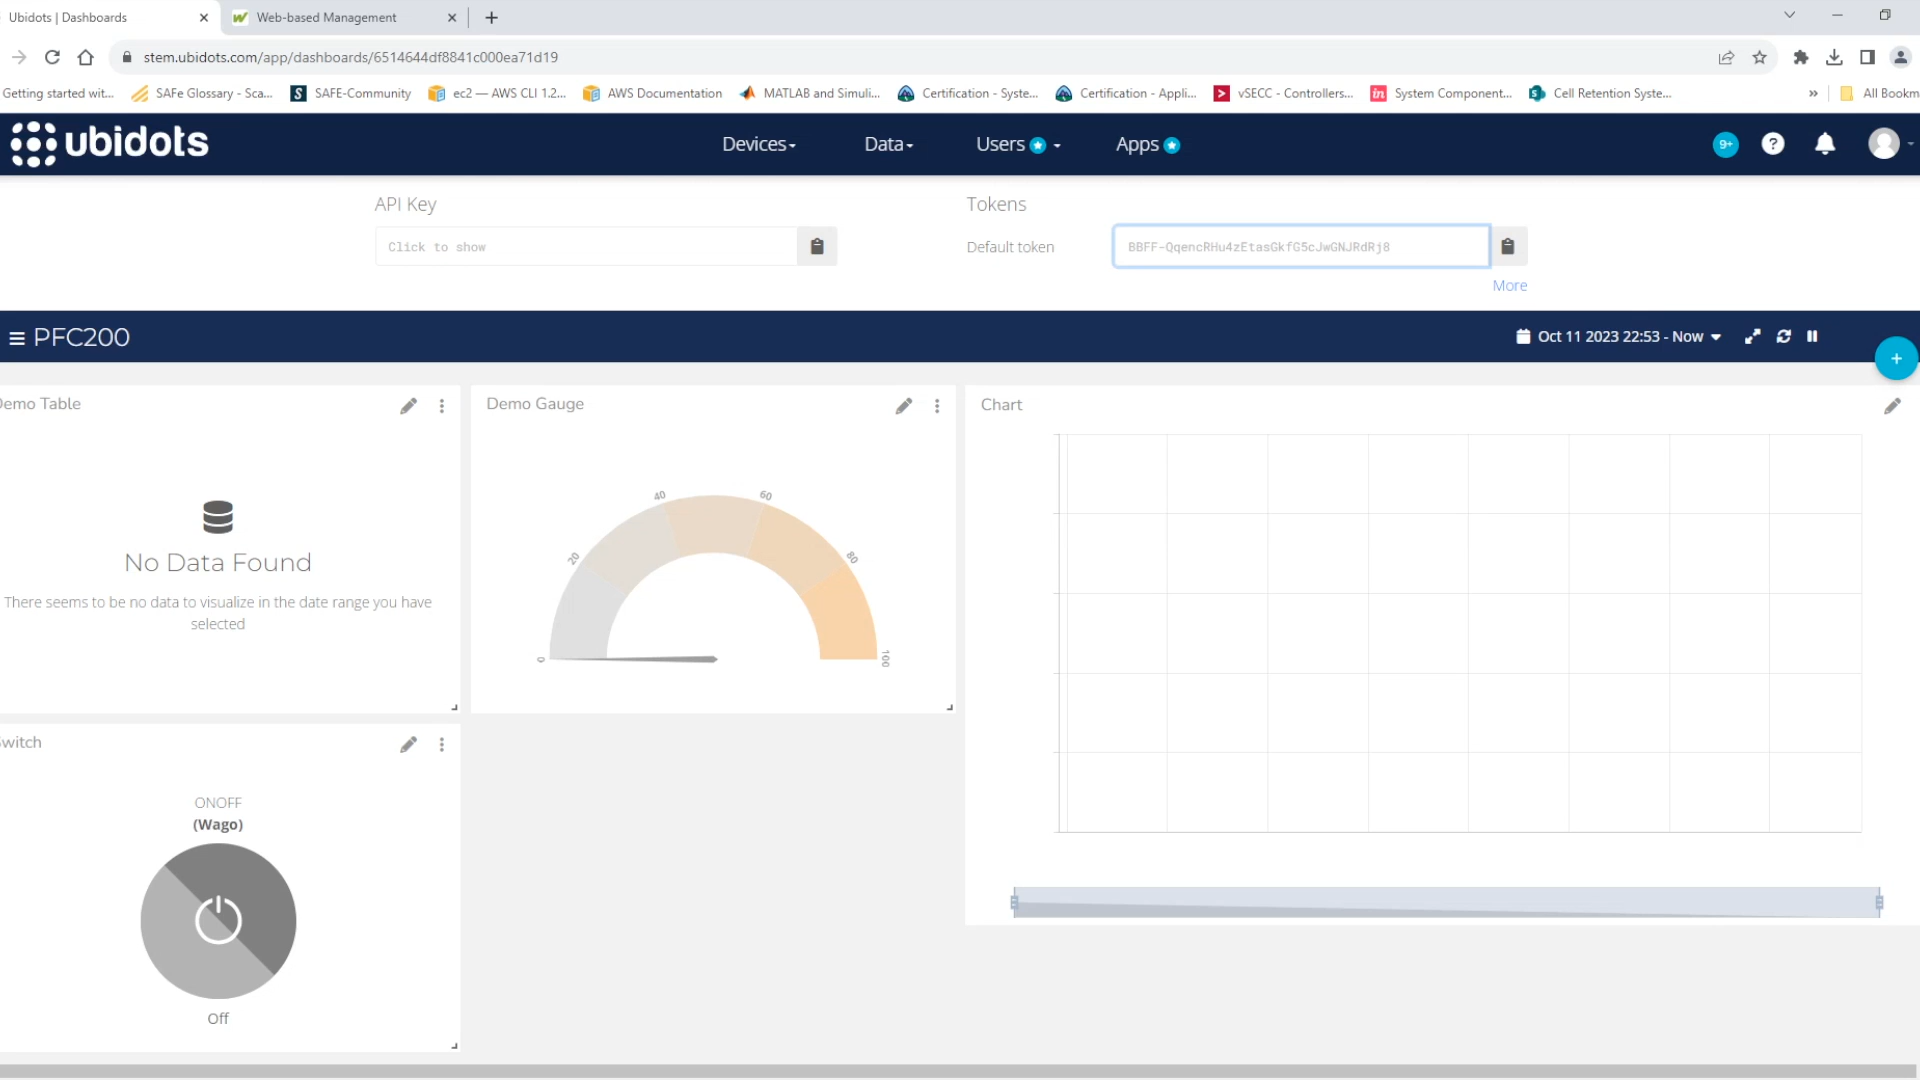 Ubidots | Dashboards
Web-based Management
stem.ubidots.com/app/dashboards/6514644df8841c000ea71d19
Getting started wit...
SAFe Glossary - Sca...
SAFE-Community
ec2 — AWS CLI 1.2...
AWS Documentation
MATLAB and Simuli...
Certification - Syste...
Certification - Appli...
vSECC - Controllers...
System Component...
Cell Retention Syste...
»
All Bookm
ubidots
Devices
Data
Users
Apps
9+
?
API Key
Click to show
Tokens
Default token
BBFF-QqencRHu4zEtasGkfG5cJwGNJRdRj8
More
PFC200
Oct 11 2023 22:53 - Now
+
emo Table
No Data Found
There seems to be no data to visualize in the date range you have
selected
Demo Gauge
0
20
40
60
80
100
Chart
witch
ONOFF
(Wago)
Off